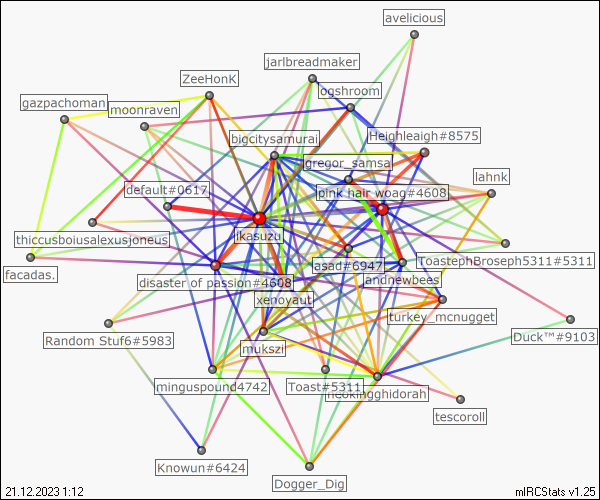 avelicious
jarlbreadmaker
ZeeHonK
ogshroom
gazpachoman
moonraven
bigcitysamurai
Heighleaigh#8575
gregor_samsa
lahnk
default#0617
pink hair woag#4608
jkasuzu
thiccusboiusalexusjoneus
ToastephBroseph5311#5311
facadas.
asad#6947
disaster of passion#4608
andnewbees
xenoyaut
turkey_mcnugget
Random Stuf6#5983
Duck™#9103
mukszi
minguspound4742
Toast#5311
neokingghidorah
tescoroll
Knowun#6424
Dogger_Dig
21.12.2023 1:12
mIRCStats v1.25